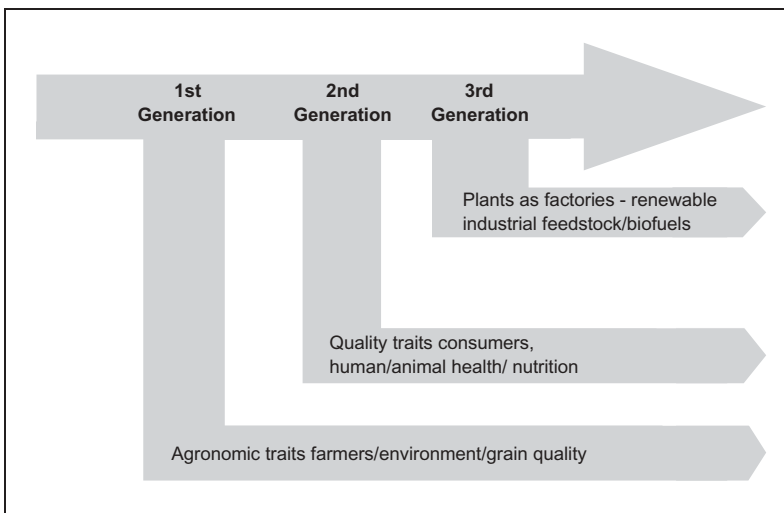 1st
Generation
2nd
Generation
3rd
Generation
Plants as factories - renewable
industrial feedstock/biofuels
Quality traits consumers,
human/animal health/ nutrition
Agronomic traits farmers/environment/grain quality